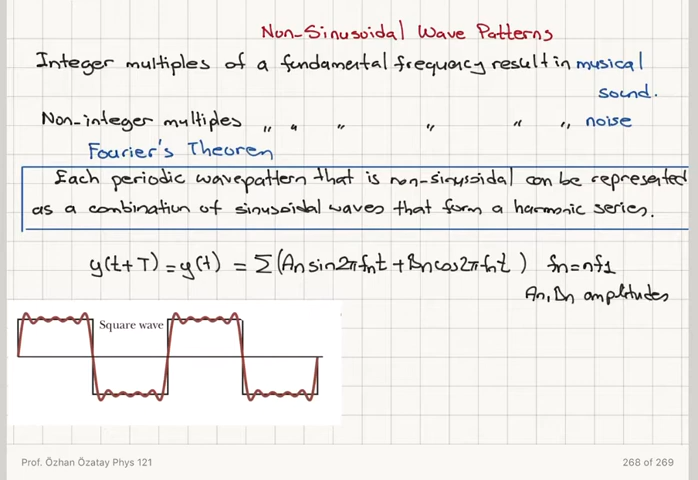 Non-Sinusoidal Wave Patterns
Integer multiples of a fundamental frequency result in musical
sound.
Non-integer multiples " " " " " " noise
Fourier's Theorem
Each periodic wavepattern that is non-sinusoidal can be represented
as a combination of sinusoidal waves that form a harmonic series.
y(t+T) = y(t) = Σ(An sin2πfnt + Bn cos2πfnt) fn = nf1
An, Bn amplitudes
Square wave
Prof. Özhan Özatay Phys 121
268 of 269